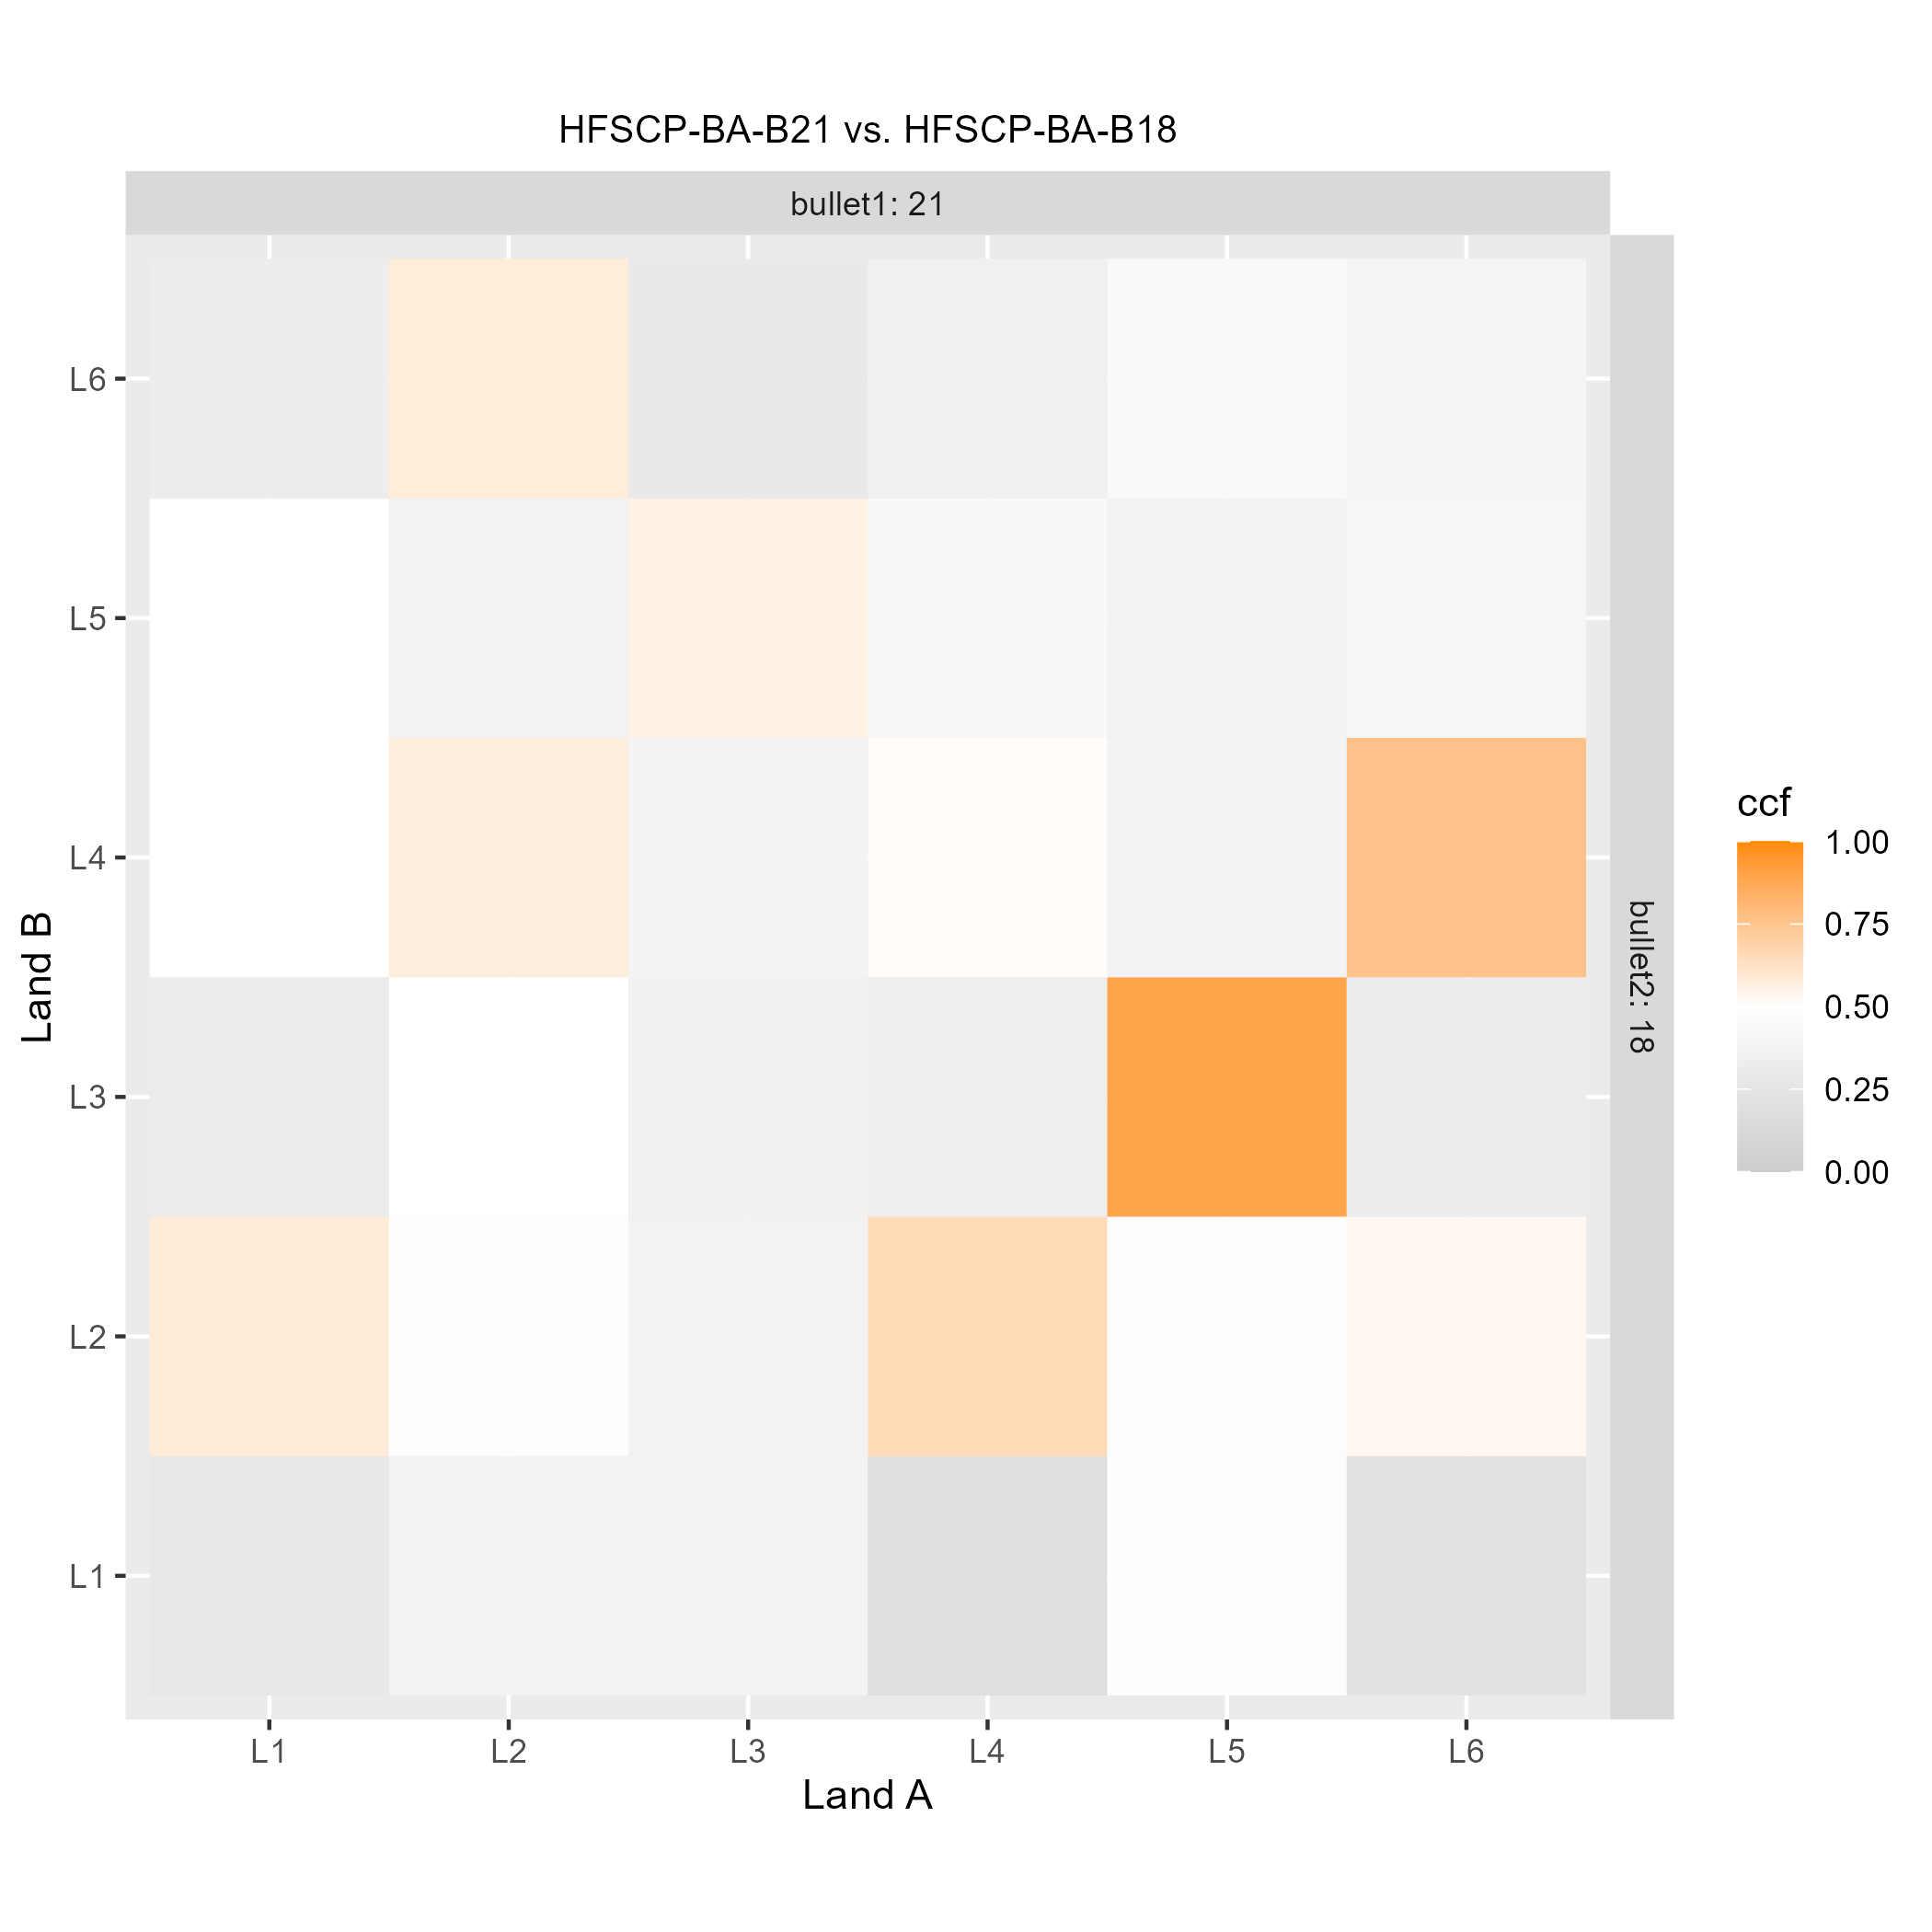 HFSCP-BA-B21 vs. HFSCP-BA-B18
bullet1: 21
L6
L5
L4
L3
L2
L1
Land B
bullet2: 18
L1 L2 L3 L4 L5 L6
Land A
ccf
1.00
0.75
0.50
0.25
0.00